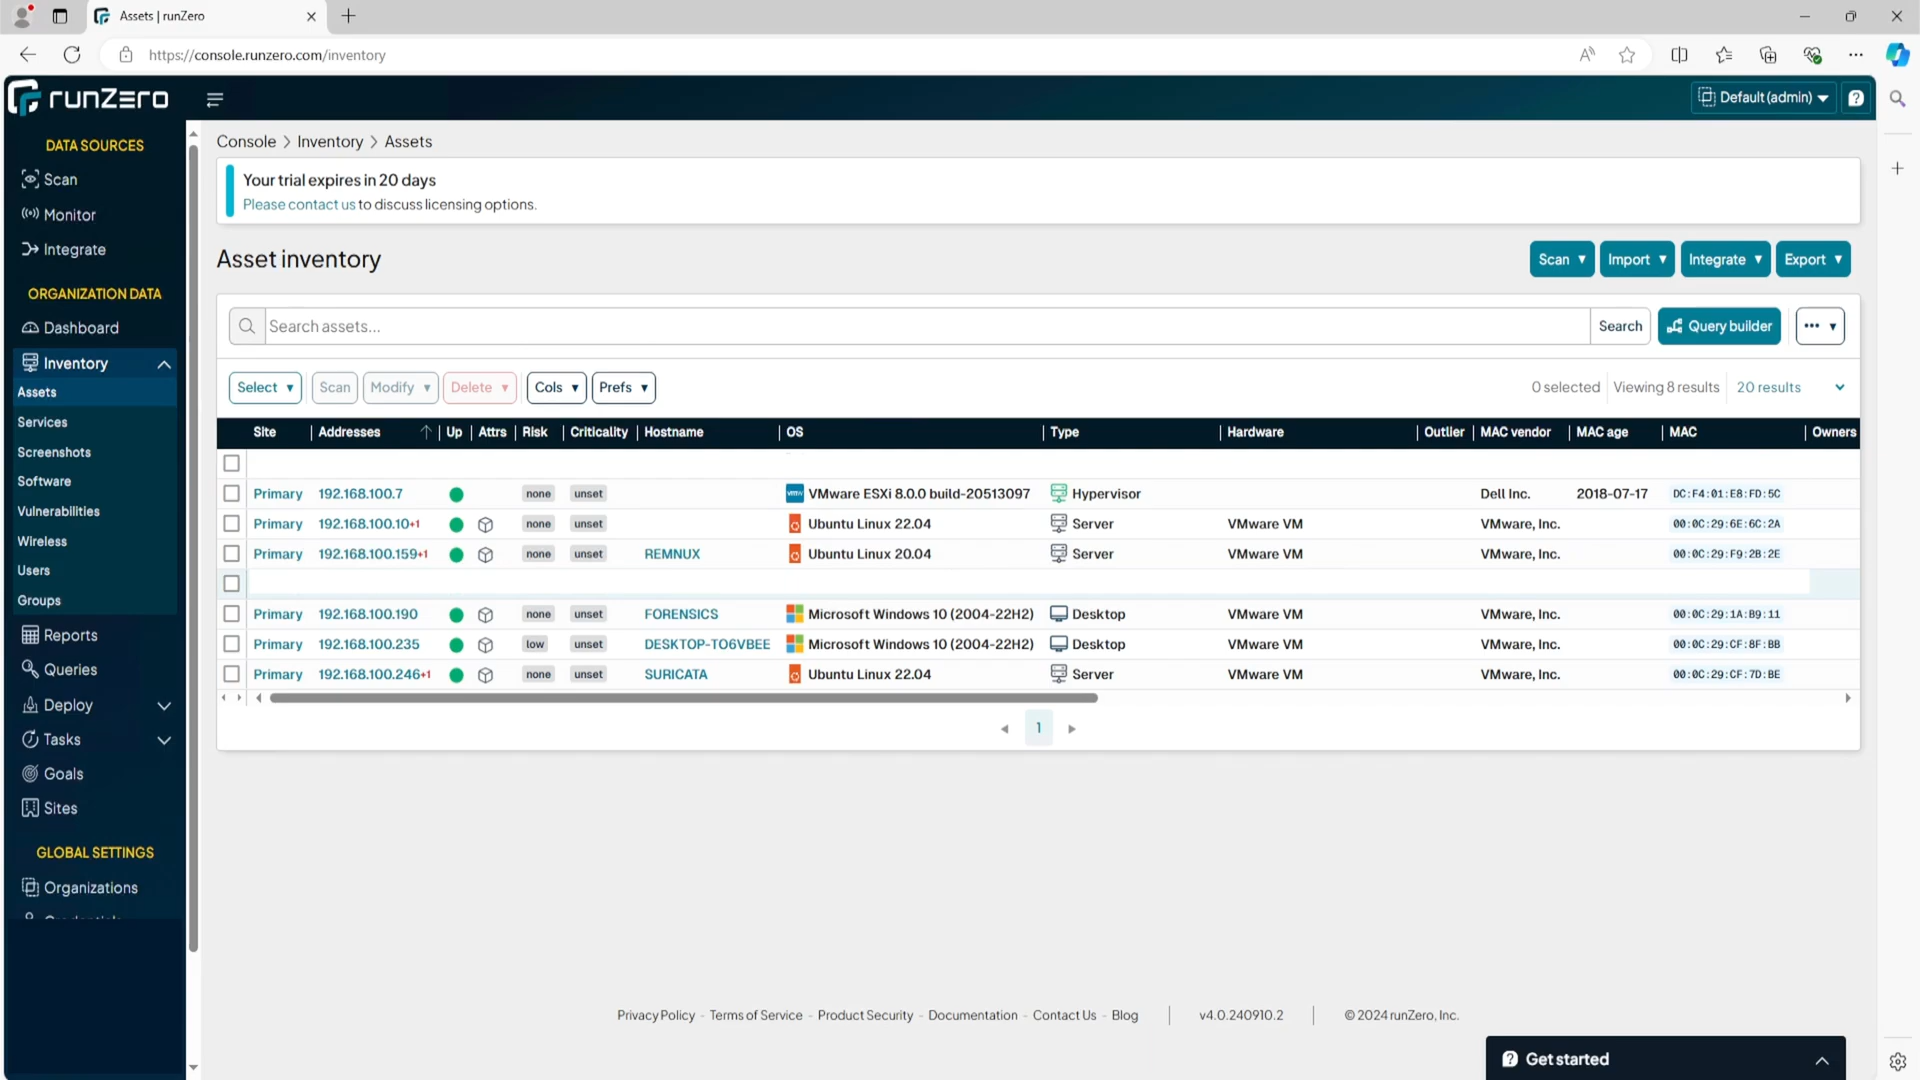 Assets | runZero
https://console.runzero.com/inventory
runZero
Default (admin)
DATA SOURCES
Scan
Monitor
Integrate
ORGANIZATION DATA
Dashboard
Inventory
Assets
Services
Screenshots
Software
Vulnerabilities
Wireless
Users
Groups
Reports
Queries
Deploy
Tasks
Goals
Sites
GLOBAL SETTINGS
Organizations
Console > Inventory > Assets
Your trial expires in 20 days
Please contact us to discuss licensing options.
Asset inventory
Scan Import Integrate Export
Search assets... Search Query builder
Select Scan Modify Delete Cols Prefs 0 selected Viewing 8 results 20 results
Site Addresses Up Attrs Risk Criticality Hostname OS Type Hardware Outlier MAC vendor MAC age MAC Owners
Primary 192.168.100.7 none unset vmw VMware ESXi 8.0.0 build-20513097 Hypervisor Dell Inc. 2018-07-17 DC:F4:01:E8:FD:5C
Primary 192.168.100.10+1 none unset Ubuntu Linux 22.04 Server VMware VM VMware, Inc. 00:0C:29:6E:6C:2A
Primary 192.168.100.159+1 none unset REMNUX Ubuntu Linux 20.04 Server VMware VM VMware, Inc. 00:0C:29:F9:2B:2E
Primary 192.168.100.190 none unset FORENSICS Microsoft Windows 10 (2004-22H2) Desktop VMware VM VMware, Inc. 00:0C:29:1A:B9:11
Primary 192.168.100.235 low unset DESKTOP-TO6VBEE Microsoft Windows 10 (2004-22H2) Desktop VMware VM VMware, Inc. 00:0C:29:CF:8F:BB
Primary 192.168.100.246+1 none unset SURICATA Ubuntu Linux 22.04 Server VMware VM VMware, Inc. 00:0C:29:CF:7D:BE
1
Privacy Policy - Terms of Service - Product Security - Documentation - Contact Us - Blog | v4.0.240910.2 | © 2024 runZero, Inc.
Get started